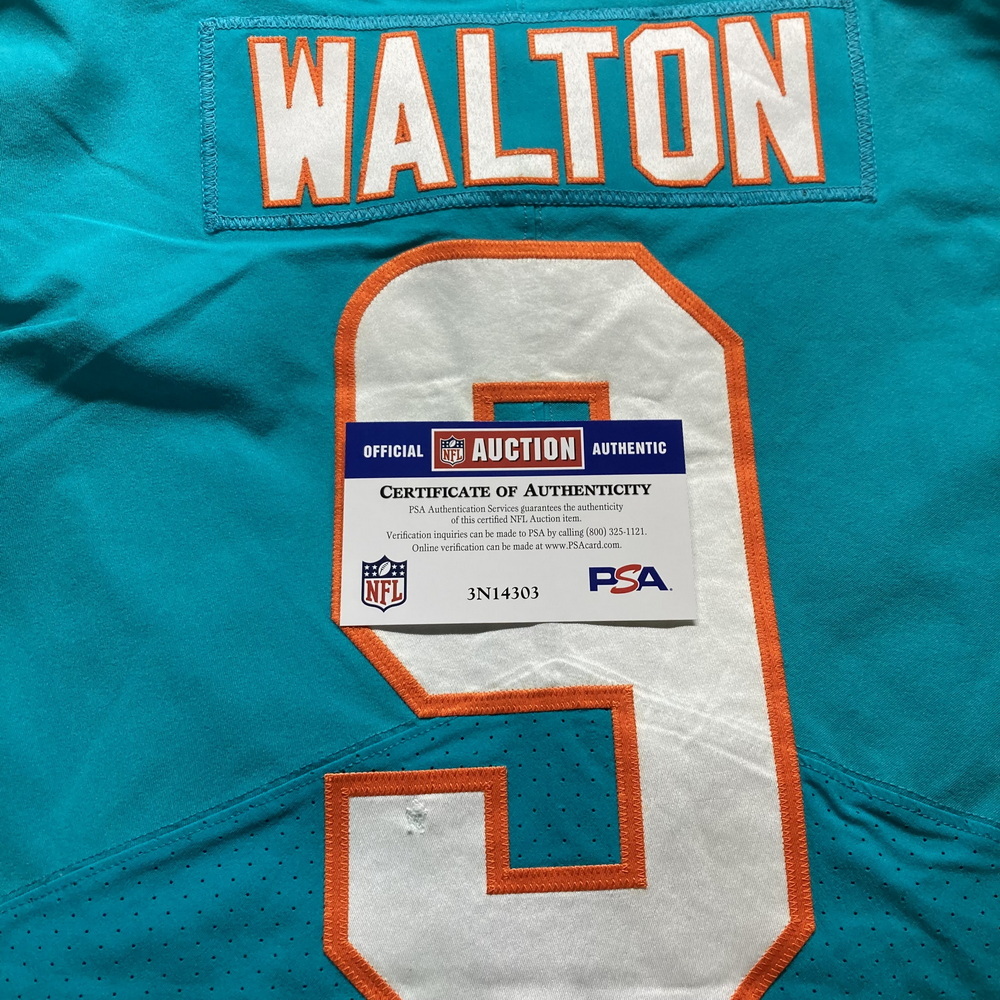 WALTON
9
OFFICIAL NFL AUCTION AUTHENTIC
CERTIFICATE OF AUTHENTICITY
PSA Authentication Services guarantees the authenticity
of this certified NFL Auction item.
Verification inquiries can be made to PSA by calling (800) 325-1121.
Online verification can be made at www.PSAcard.com.
NFL 3N14303 PSA